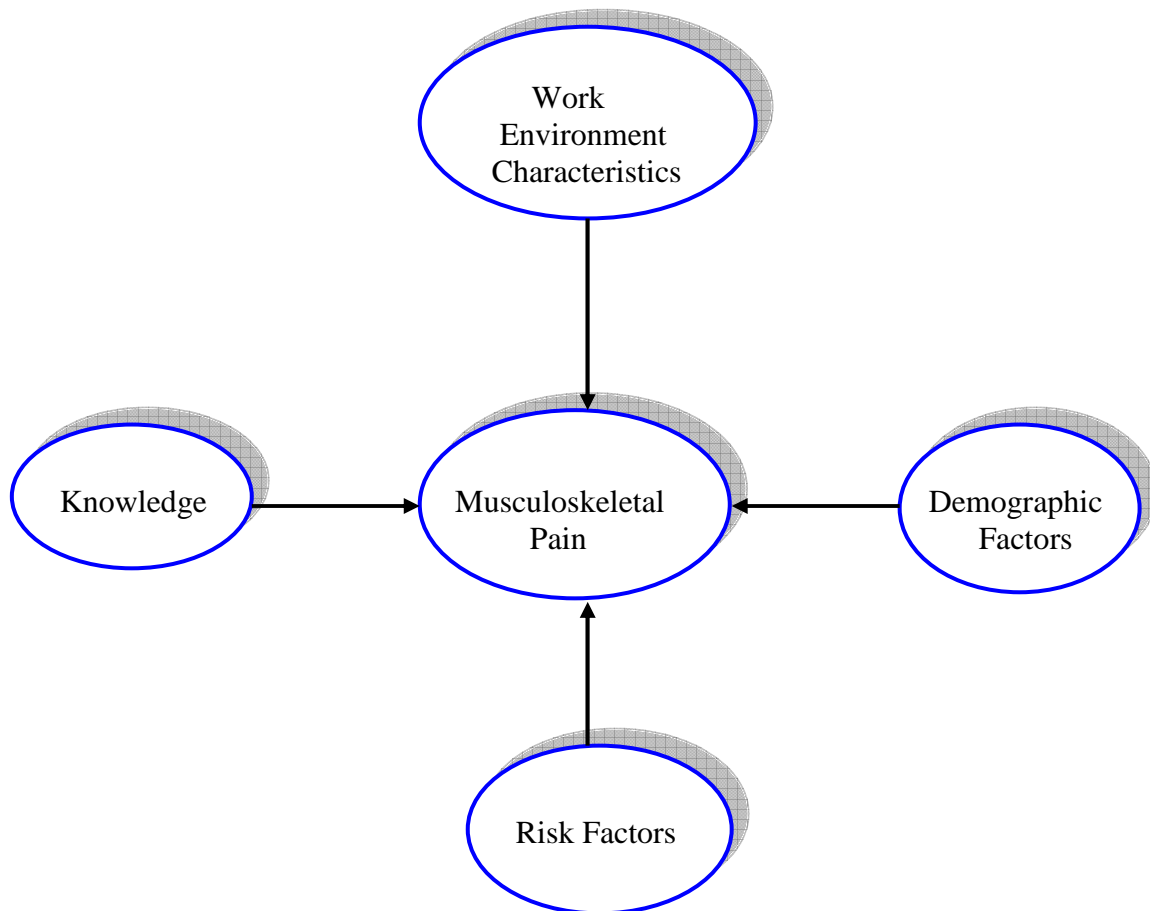 Work
Environment
Characteristics
Knowledge
Musculoskeletal
Pain
Demographic
Factors
Risk Factors